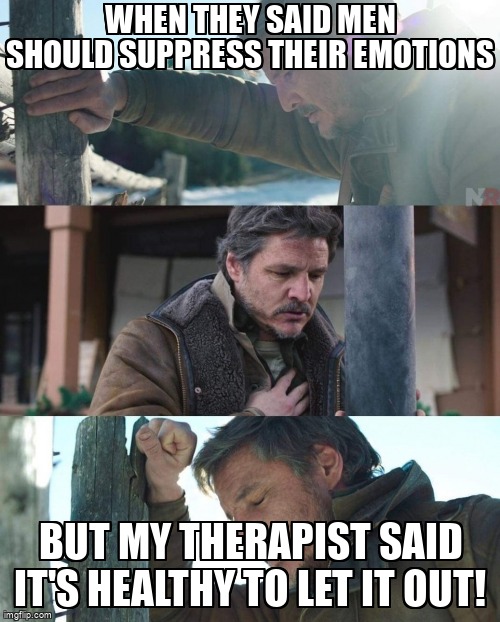 WHEN THEY SAID MEN
SHOULD SUPPRESS THEIR EMOTIONS
BUT MY THERAPIST SAID
IT'S HEALTHY TO LET IT OUT!
imgflip.com